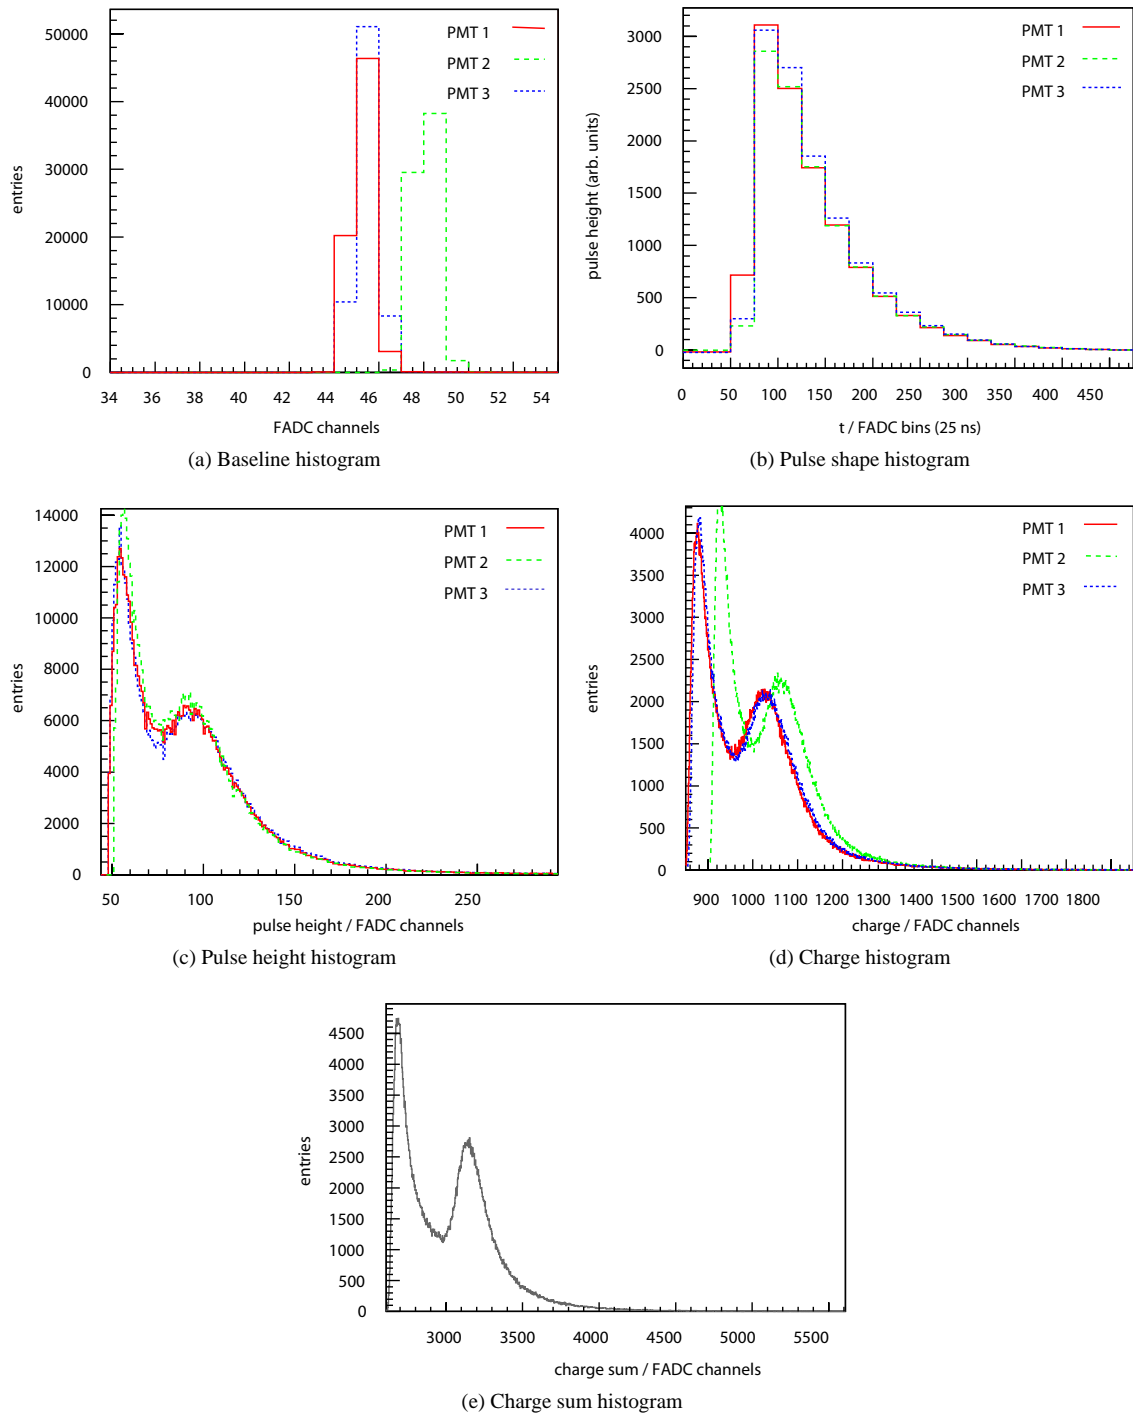 50000
40000
30000
20000
10000
0
entries
PMT 1
PMT 2
PMT 3
34 36 38 40 42 44 46 48 50 52 54
FADC channels
(a) Baseline histogram
3000
2500
2000
1500
1000
500
0
pulse height (arb. units)
PMT 1
PMT 2
PMT 3
0 50 100 150 200 250 300 350 400 450
t / FADC bins (25 ns)
(b) Pulse shape histogram
14000
12000
10000
8000
6000
4000
2000
0
entries
PMT 1
PMT 2
PMT 3
50 100 150 200 250
pulse height / FADC channels
(c) Pulse height histogram
4000
3500
3000
2500
2000
1500
1000
500
0
entries
PMT 1
PMT 2
PMT 3
900 1000 1100 1200 1300 1400 1500 1600 1700 1800
charge / FADC channels
(d) Charge histogram
4500
4000
3500
3000
2500
2000
1500
1000
500
0
entries
3000 3500 4000 4500 5000 5500
charge sum / FADC channels
(e) Charge sum histogram